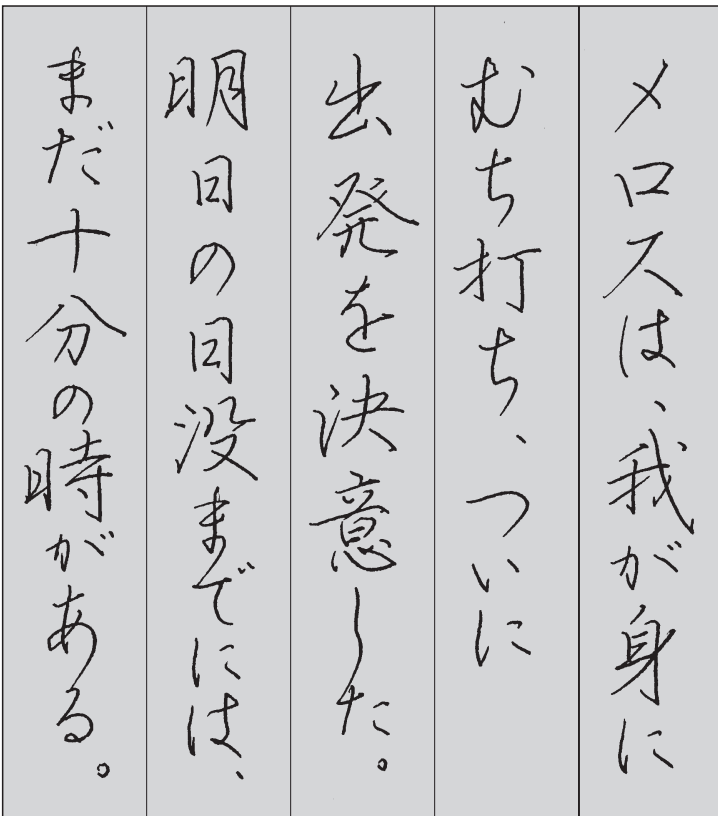 メロスは、我が身に
むち打ち、ついに
出発を決意した。
明日の日没までには、
まだ十分の時がある。